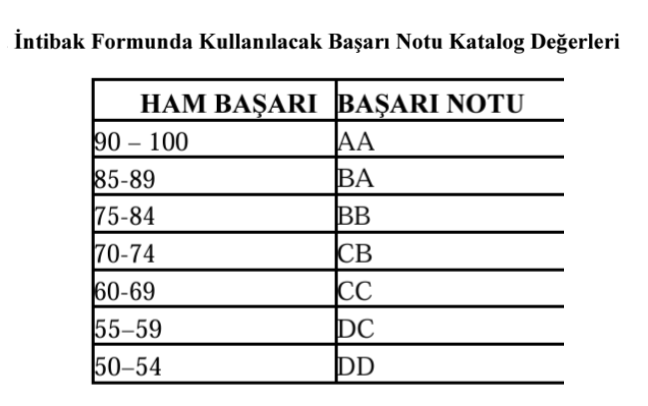 İntibak Formunda Kullanılacak Başarı Notu Katalog Değerleri
HAM BAŞARI BAŞARI NOTU
90 – 100 AA
85-89 BA
75-84 BB
70-74 CB
60-69 CC
55–59 DC
50–54 DD